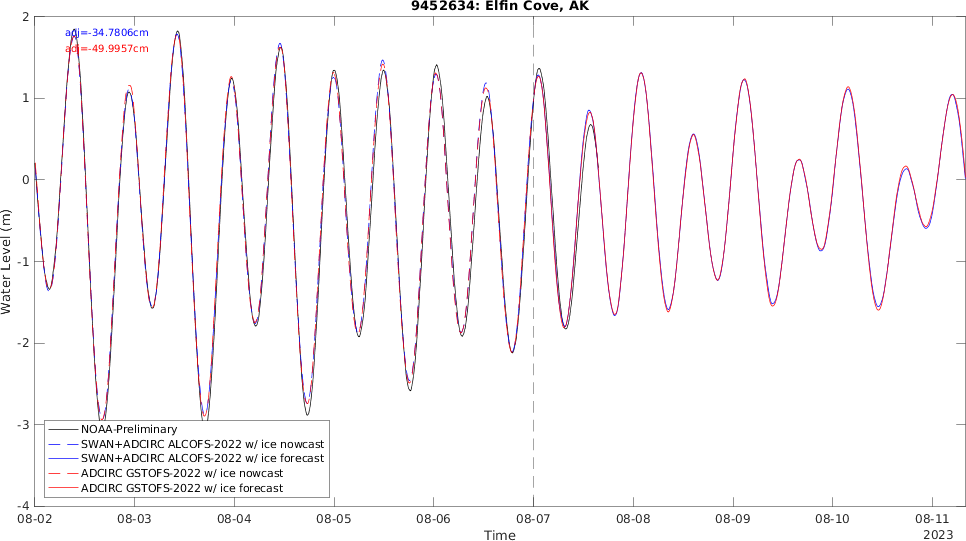 9452634: Elfin Cove, AK
adj=-34.7806cm
adj=-49.9957cm
2
1
0
-1
-2
-3
-4
Water Level (m)
NOAA-Preliminary
SWAN+ADCIRC ALCOFS-2022 w/ ice nowcast
SWAN+ADCIRC ALCOFS-2022 w/ ice forecast
ADCIRC GSTOFS-2022 w/ ice nowcast
ADCIRC GSTOFS-2022 w/ ice forecast
08-02 08-03 08-04 08-05 08-06 08-07 08-08 08-09 08-10 08-11
Time 2023